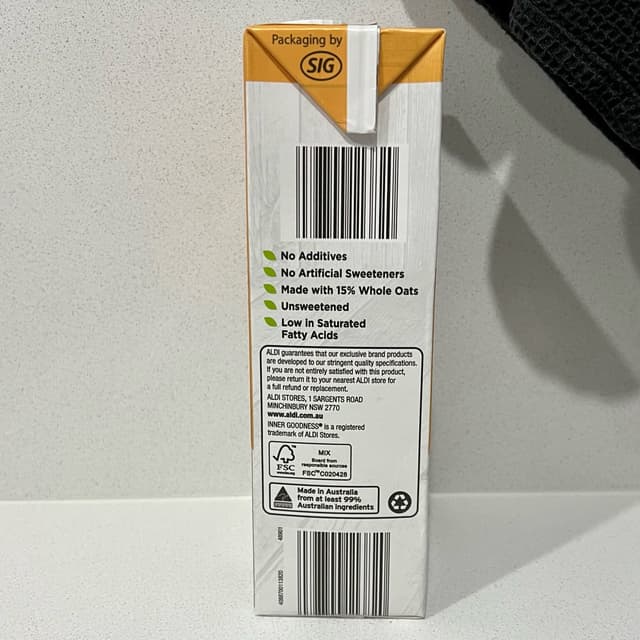 Packaging by
SIG
No Additives
No Artificial Sweeteners
Made with 15% Whole Oats
Unsweetened
Low in Saturated
Fatty Acids
ALDI guarantees that our exclusive brand products
are developed to our stringent quality specifications.
If you are not entirely satisfied with this product,
please return it to your nearest ALDI store for
a full refund or replacement.
ALDI STORES, 1 SARGENTS ROAD
MINCHINBURY NSW 2770
www.aldi.com.au
INNER GOODNESS® is a registered
trademark of ALDI Stores.
FSC
MIX
Board from
responsible sources
FSC™ C020428
Made in Australia
from at least 99%
Australian ingredients